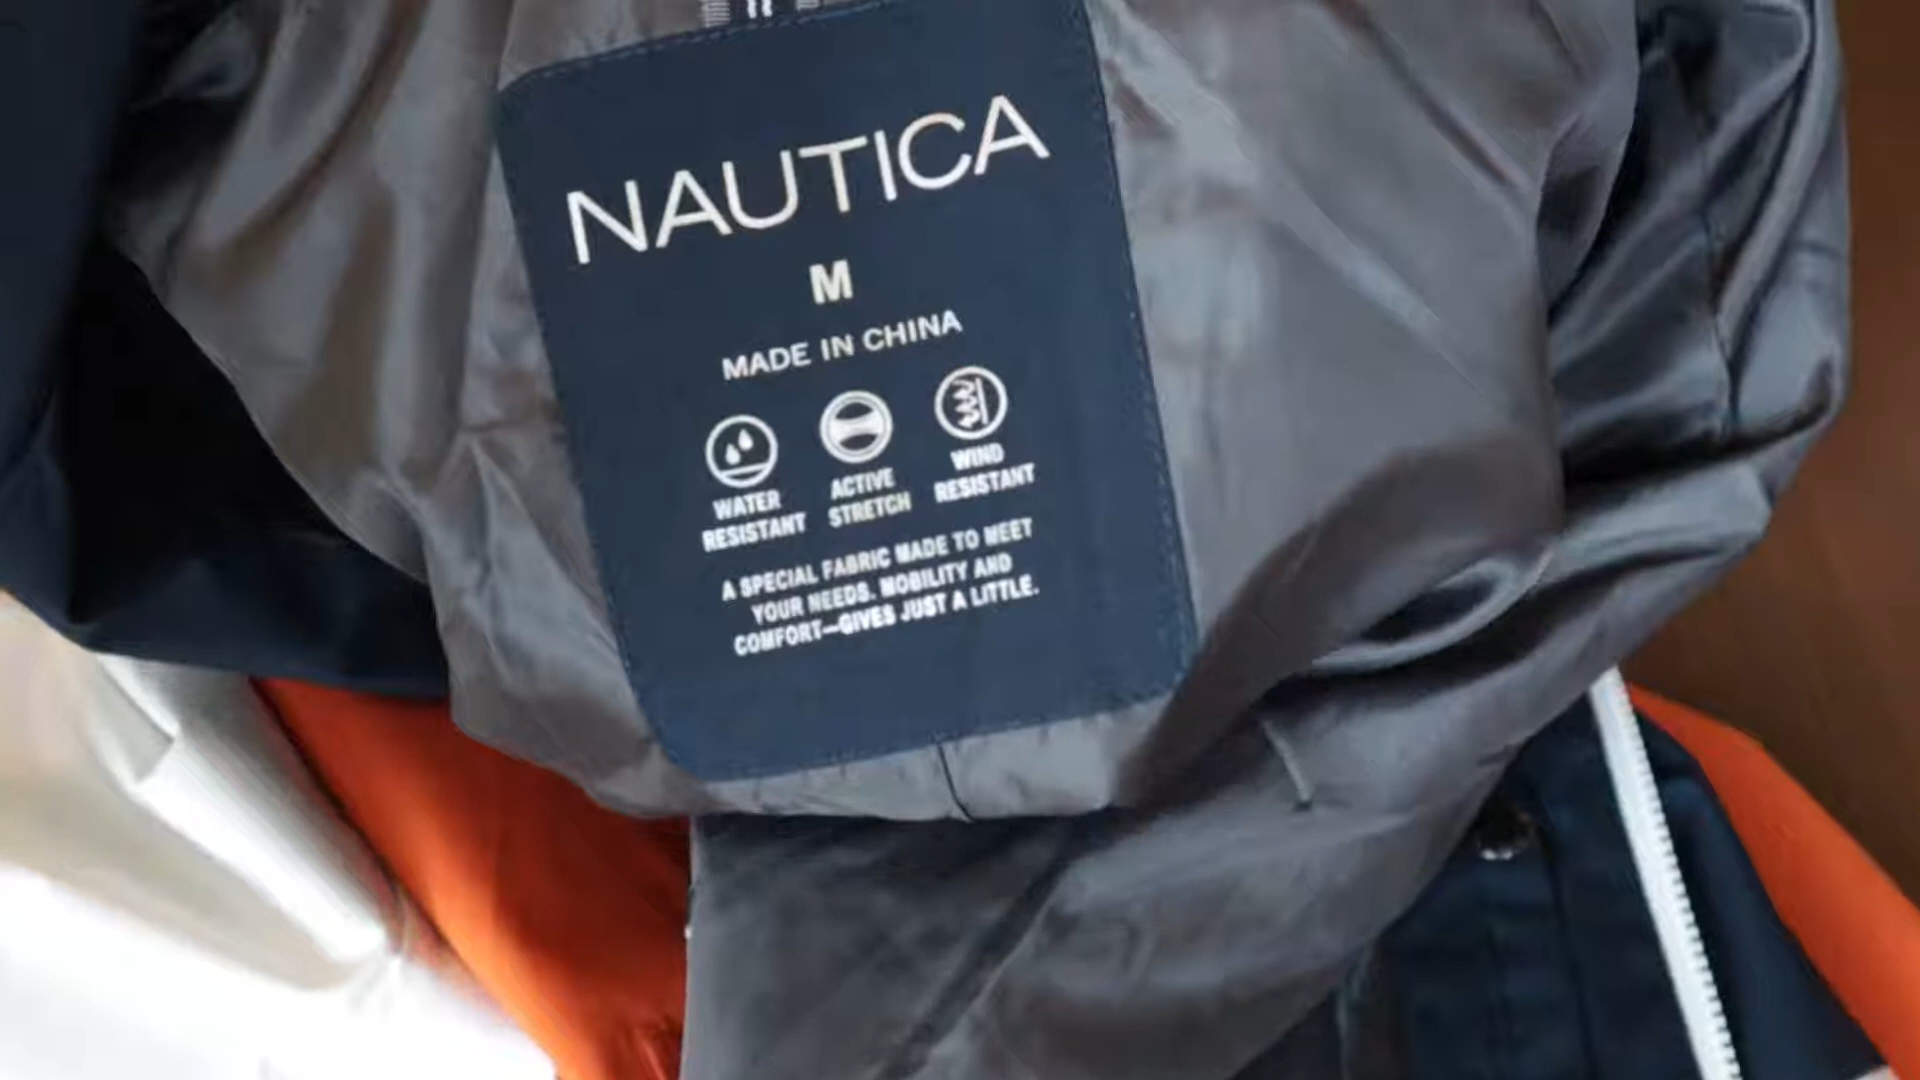 NAUTICA
M
MADE IN CHINA
WATER
RESISTANT
ACTIVE
STRETCH
WIND
RESISTANT
A SPECIAL FABRIC MADE TO MEET
YOUR NEEDS. MOBILITY AND
COMFORT—GIVES JUST A LITTLE.